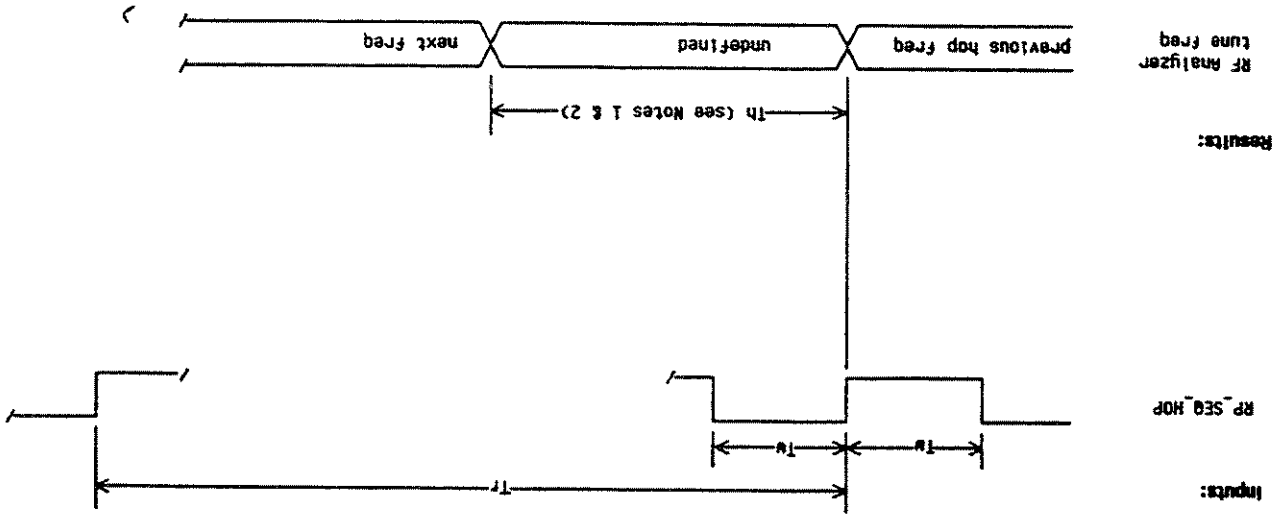 Inputs:
Tr
Tw Tw
RP_SEQ_HOP
Results:
Th (see Notes 1 & 2)
RF Analyzer
tune freq
previous hop freq
undefined
next freq